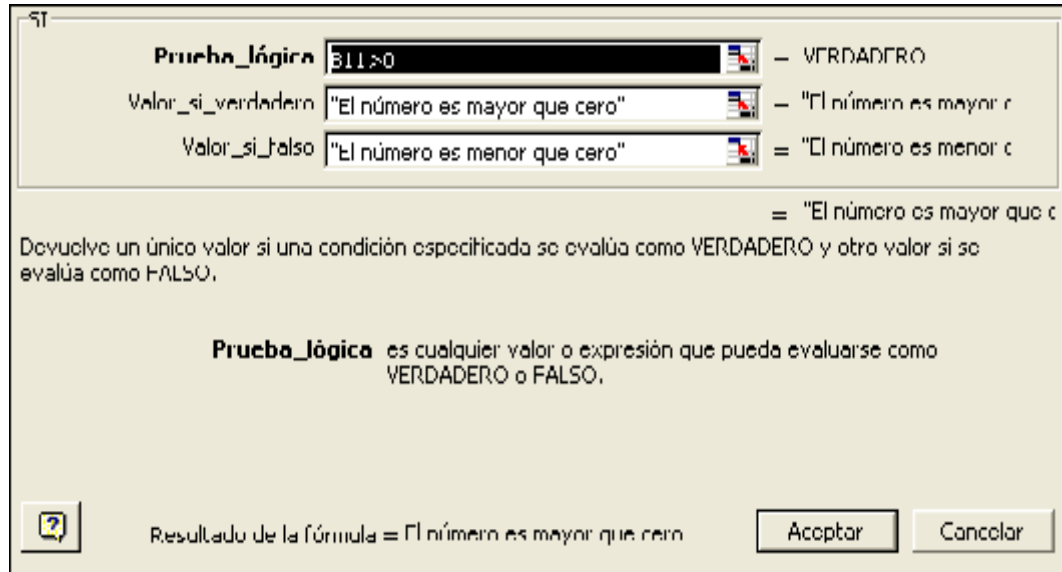 SI
Prueba_lógica B11>0 = VERDADERO
Valor_si_verdadero "El número es mayor que cero" = "El número es mayor c
Valor_si_falso "El número es menor que cero" = "El número es menor c
= "El número es mayor que c
Devuelve un único valor si una condición especificada se evalúa como VERDADERO y otro valor si se
evalúa como FALSO.
Prueba_lógica es cualquier valor o expresión que pueda evaluarse como
VERDADERO o FALSO.
Resultado de la fórmula = El número es mayor que cero
Aceptar
Cancelar